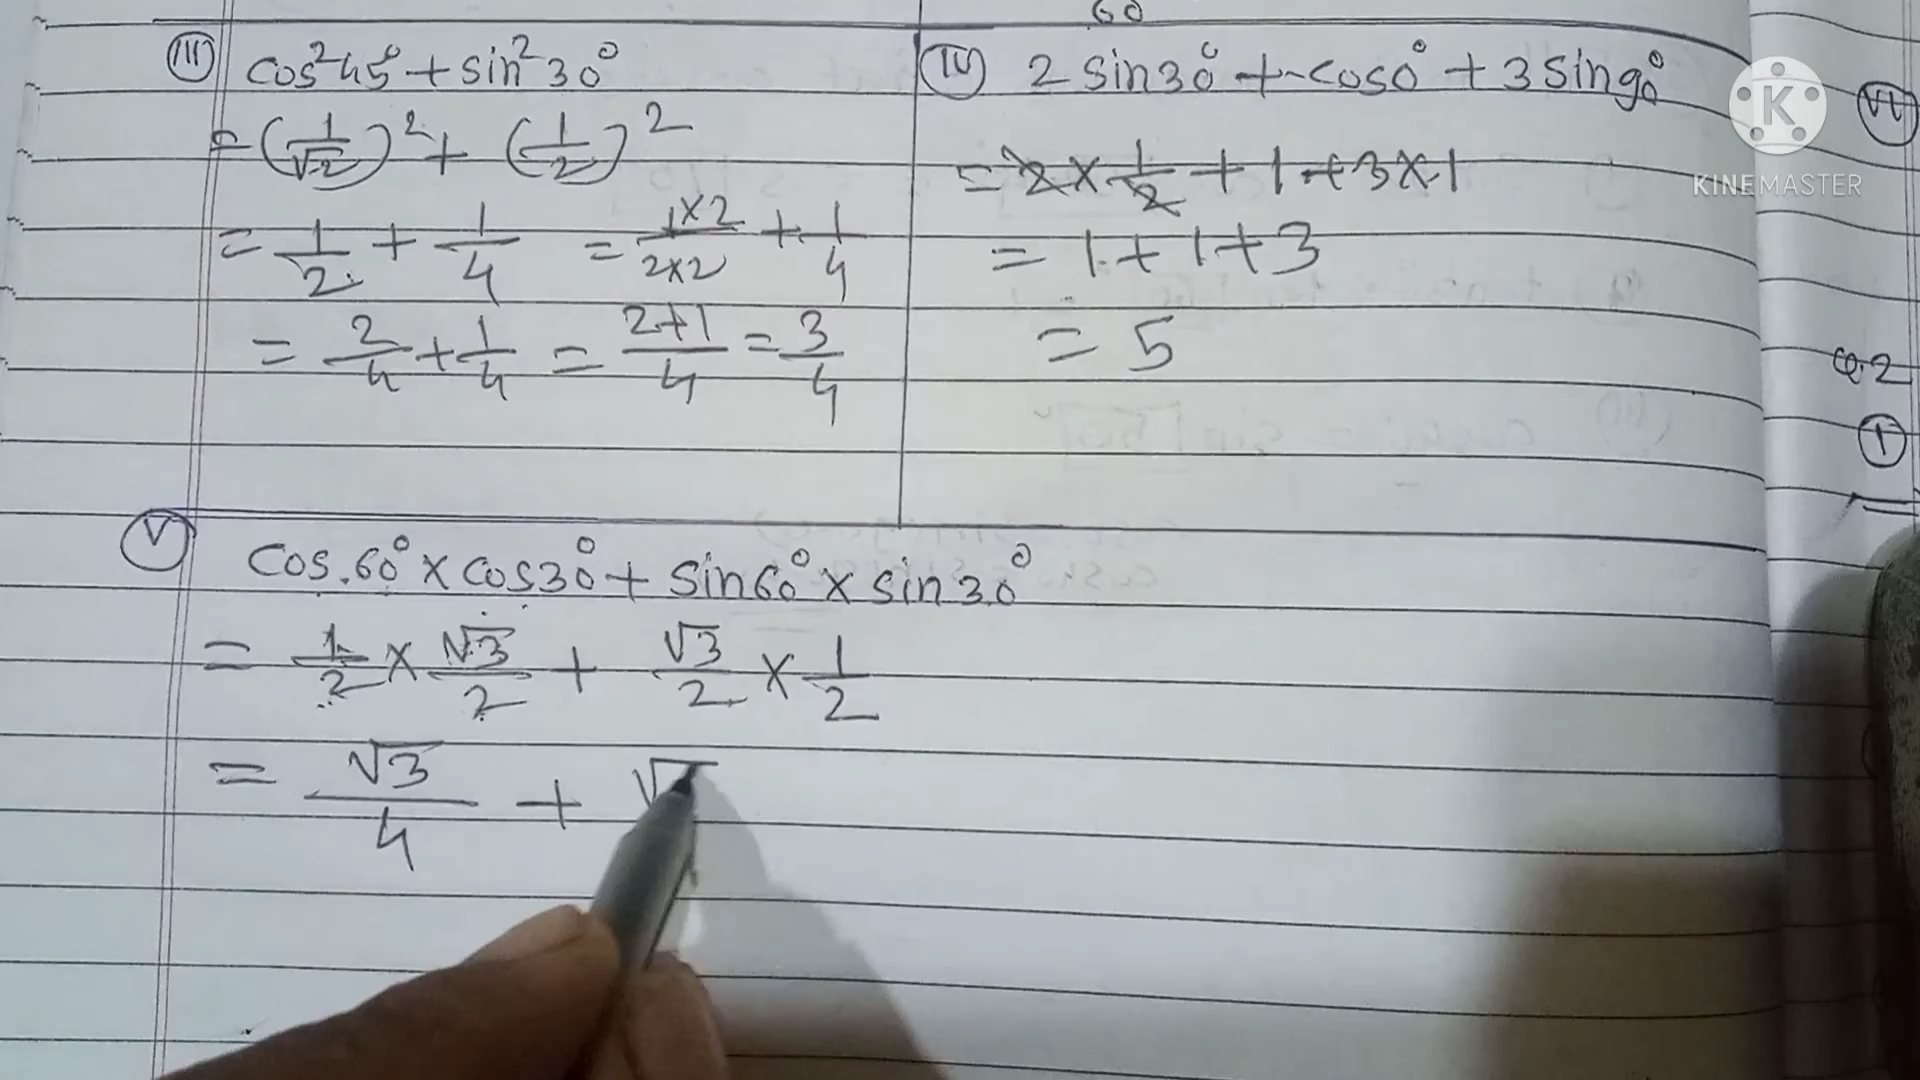 60
(III) cos²45° + sin²30°
= (1/√2)² + (1/2)²
= 1/2 + 1/4 = 1×2/2×2 + 1/4
= 2/4 + 1/4 = 2+1/4 = 3/4
(IV) 2 sin30° + cos0° + 3 sin90°
= 2 × 1/2 + 1 + 3 × 1
= 1 + 1 + 3
= 5
(V) cos.60° × cos30° + sin60° × sin30°
= 1/2 × √3/2 + √3/2 × 1/2
= √3/4 + √
(VI)
Q.2
(I)
KINEMASTER